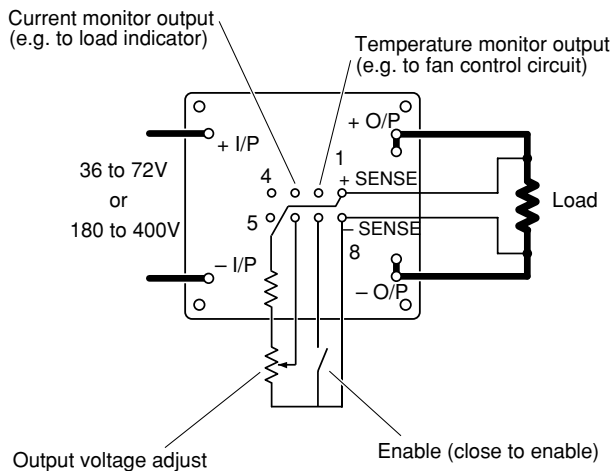 Current monitor output
(e.g. to load indicator)
Temperature monitor output
(e.g. to fan control circuit)
+ O/P
+ I/P
1
4
+ SENSE
36 to 72V
or
180 to 400V
Load
5
– SENSE
8
– I/P
– O/P
Output voltage adjust
Enable (close to enable)